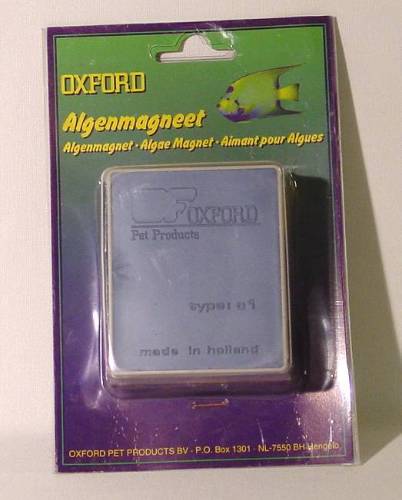 OXFORD
Algenmagneet
Algenmagnet · Algae Magnet · Aimant pour Algues
OXFORD
Pet Products
type:
made in holland
OXFORD PET PRODUCTS BV · P.O. Box 1301 · NL-7550 BH Hengelo.